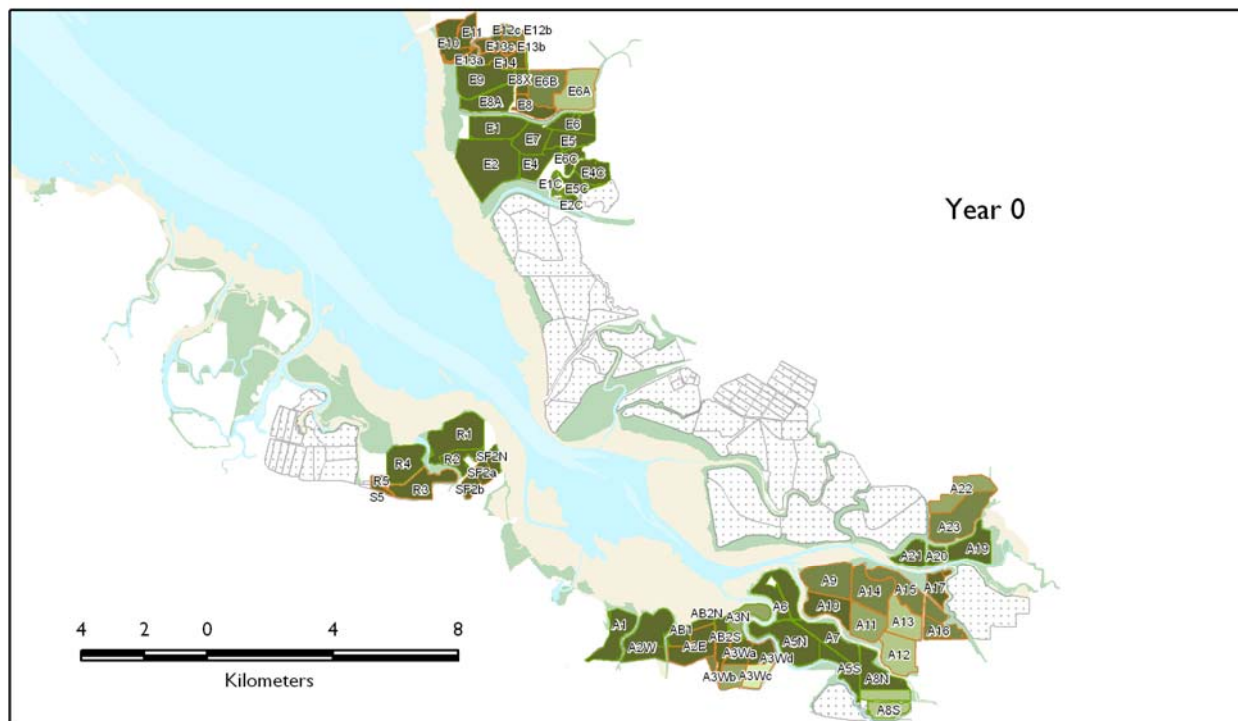 E11
E12c
E12b
E10
E13c
E13b
E13a
E14
E9
E8X
E6B
E6A
E8A
E8
E1
E6
E7
E5
E2
E4
E6C
E4C
E1C
E5C
E2C
Year 0
R1
R4
R2
SF2N
SF2a
R5
R3
SF2b
S5
A22
A23
A21
A20
A19
A9
A14
A15
A17
A10
A11
A13
A16
A6
AB2N
A3N
A1
AB1
AB2S
A5N
A7
A2W
A2E
A3Wa
A3Wd
A12
A3Wb
A3Wc
A5S
A8N
A8S
4 2 0 4 8
Kilometers